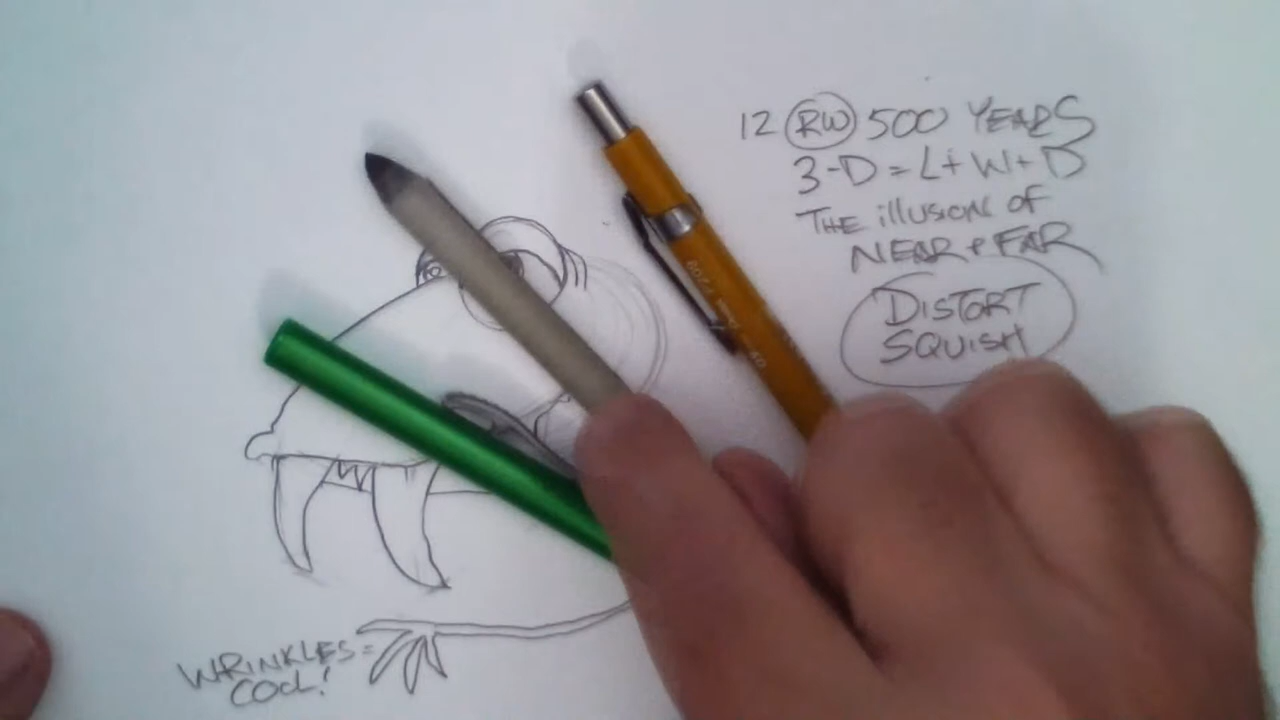 12 RW 500 YEARS
3-D = L+W+D
THE illUSION OF
NEAR + FAR
DISTORT
SQUISH
WRINKLES =
COOL!